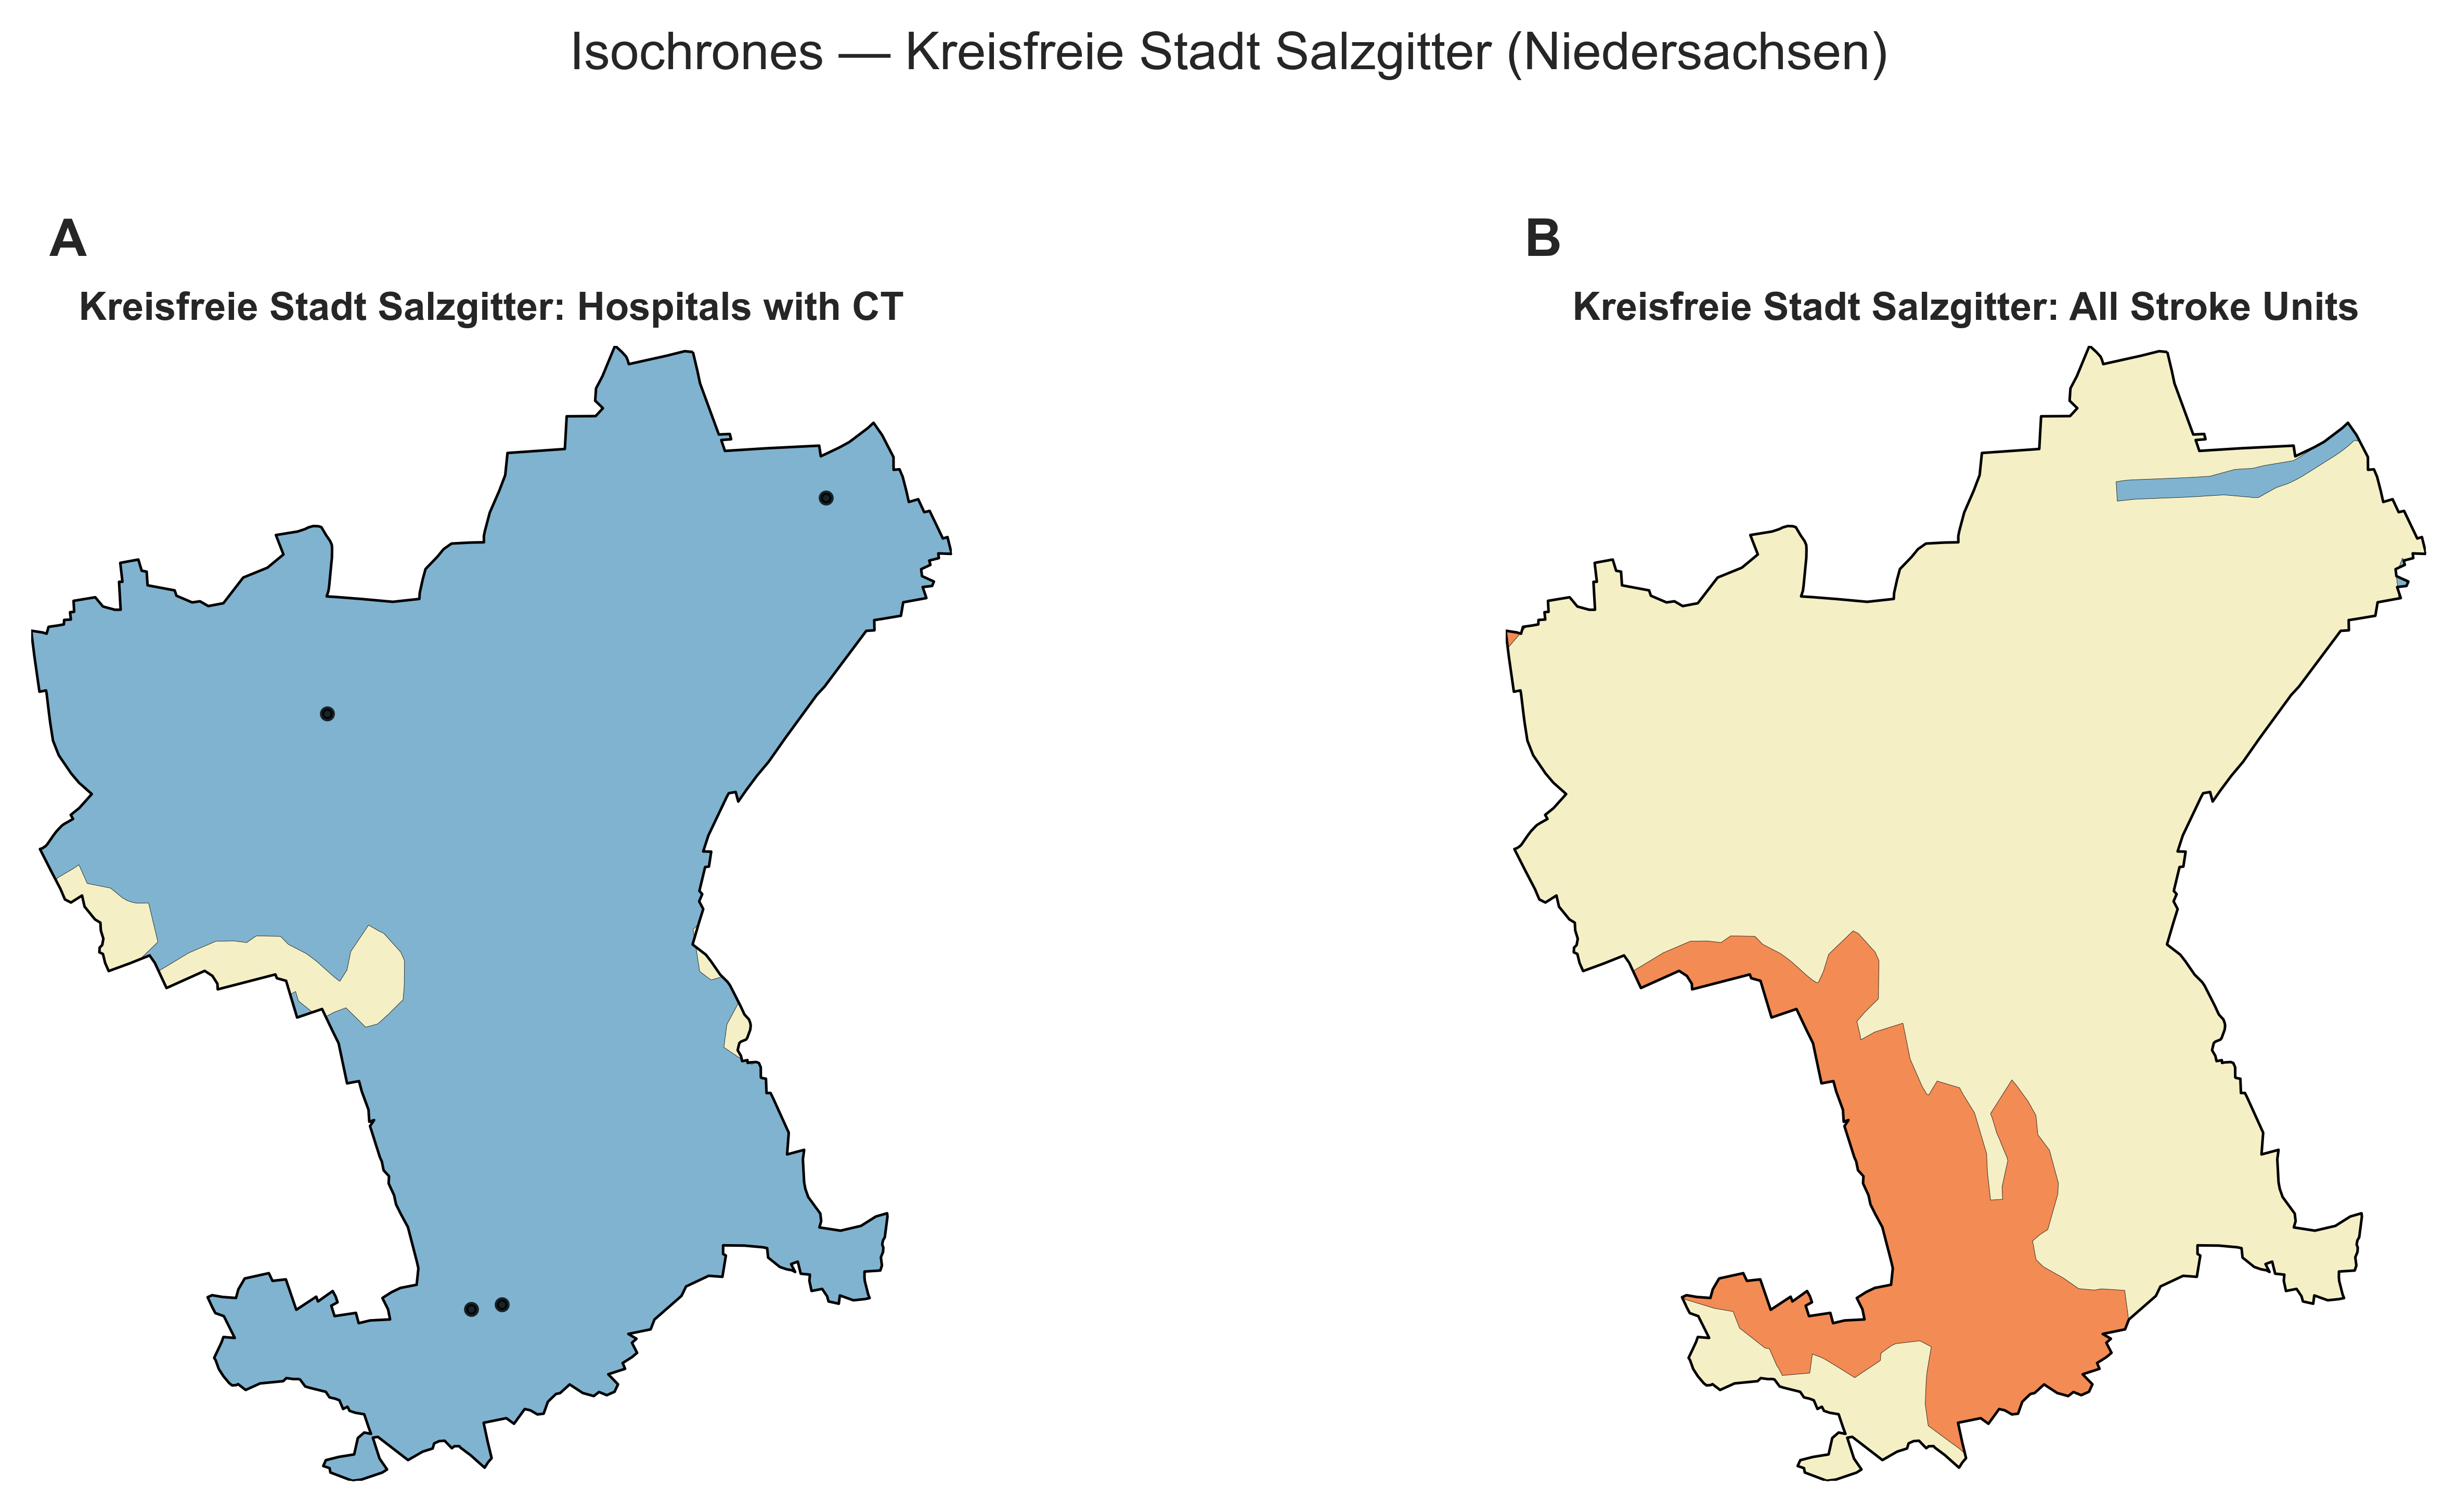 Isochrones — Kreisfreie Stadt Salzgitter (Niedersachsen)
A
Kreisfreie Stadt Salzgitter: Hospitals with CT
B
Kreisfreie Stadt Salzgitter: All Stroke Units